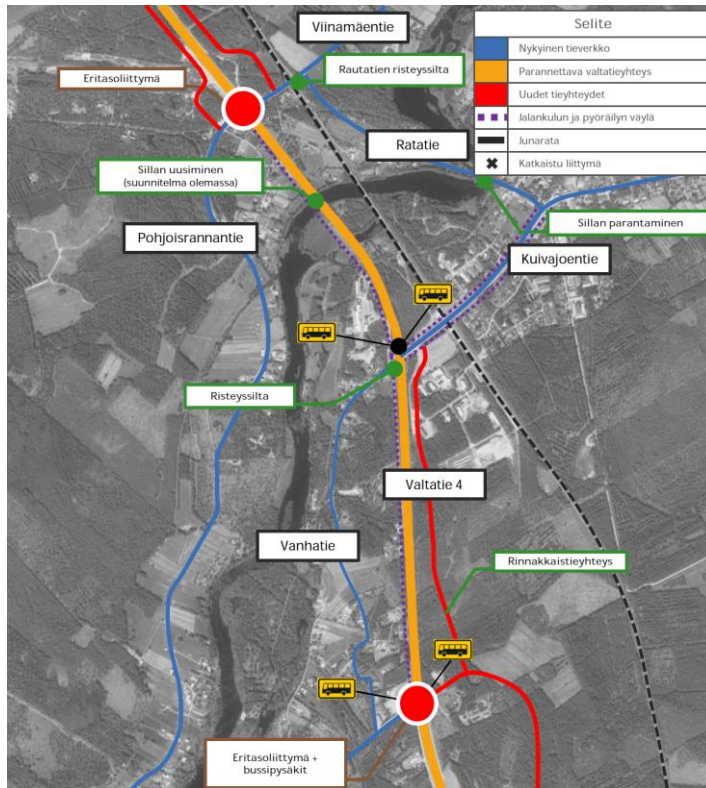 Viinamäentie
Selite
Nykyinen tieverkko
Parannettava valtatieyhteys
Uudet tieyhteydet
Jalankulun ja pyöräilyn väylä
Junarata
Katkaistu liittymä
Eritasoliittymä
Rautatien risteyssilta
Ratatie
Sillan uusiminen
(suunnitelma olemassa)
Sillan parantaminen
Pohjoisrannantie
Kuivajoentie
Risteyssilta
Valtatie 4
Vanhatie
Rinnakkaistieyhteys
Eritasoliittymä +
bussipysäkit